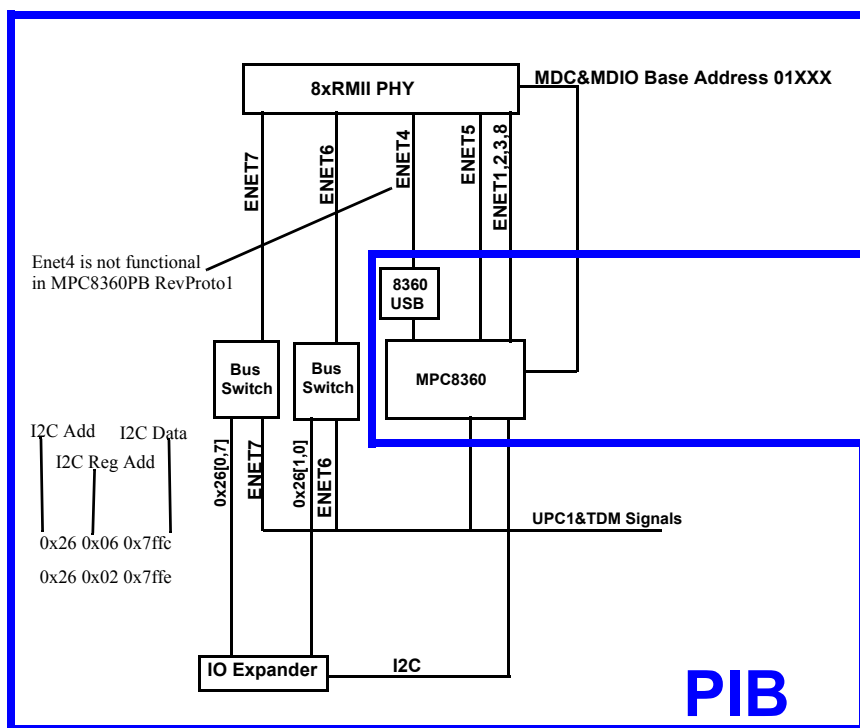 8xRMII PHY
MDC&MDIO Base Address 01XXX
ENET7
ENET6
ENET4
ENET5
ENET1,2,3,8
Enet4 is not functional
in MPC8360PB RevProto1
8360
USB
Bus
Switch
Bus
Switch
MPC8360
I2C Add
I2C Data
I2C Reg Add
0x26[0,7]
ENET7
0x26[1,0]
ENET6
UPC1&TDM Signals
0x26 0x06 0x7ffc
0x26 0x02 0x7ffe
IO Expander
I2C
PIB